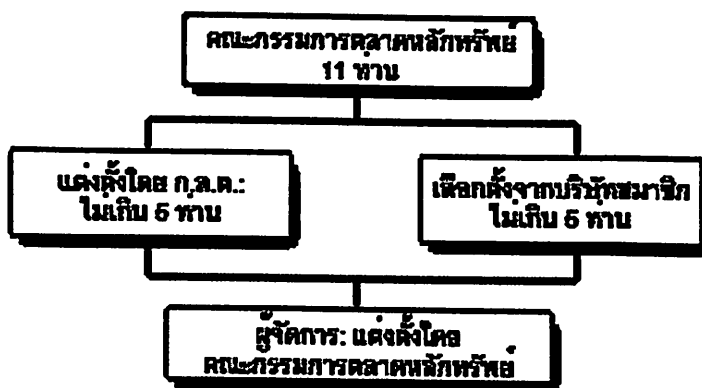 คณะกรรมการตลาดหลักทรัพย์
11 ท่าน
แต่งตั้งโดย ก.ล.ต.:
ไม่เกิน 5 ท่าน
เลือกตั้งจากบริษัทสมาชิก
ไม่เกิน 5 ท่าน
ผู้จัดการ: แต่งตั้งโดย
คณะกรรมการตลาดหลักทรัพย์